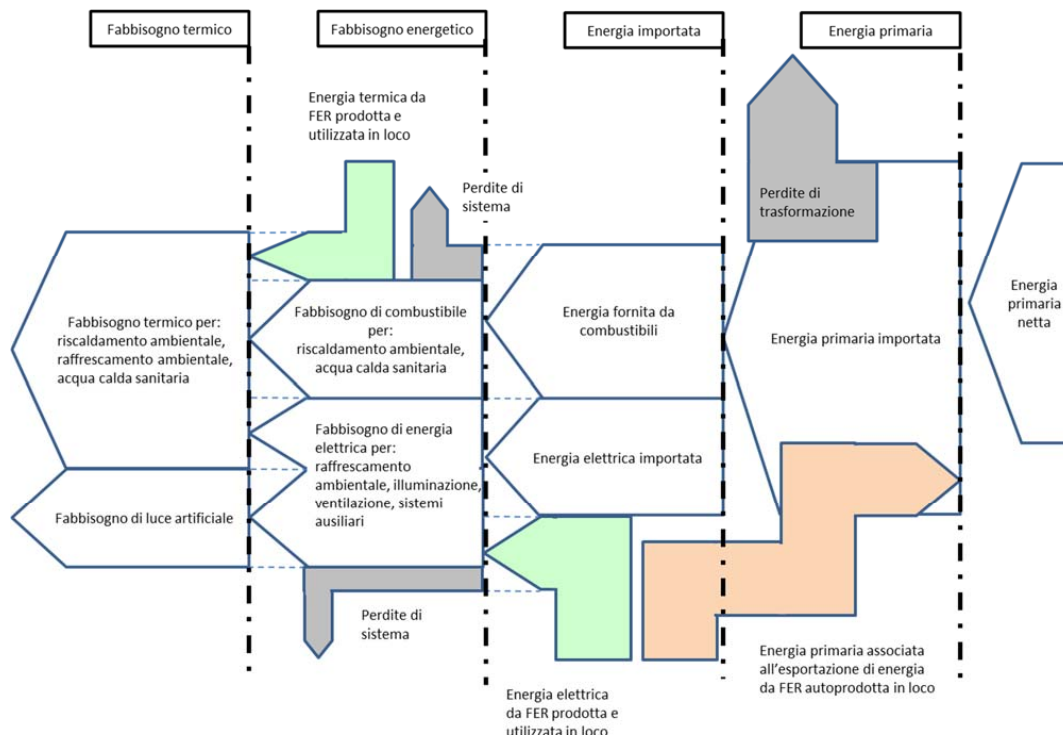 Fabbisogno termico
Fabbisogno energetico
Energia importata
Energia primaria
Energia termica da
FER prodotta e
utilizzata in loco
Perdite di
sistema
Perdite di
trasformazione
Fabbisogno termico per:
riscaldamento ambientale,
raffrescamento ambientale,
acqua calda sanitaria
Fabbisogno di combustibile
per:
riscaldamento ambientale,
acqua calda sanitaria
Energia fornita da
combustibili
Energia primaria importata
Energia
primaria
netta
Fabbisogno di luce artificiale
Fabbisogno di energia
elettrica per:
raffrescamento
ambientale, illuminazione,
ventilazione, sistemi
ausiliari
Energia elettrica importata
Perdite di
sistema
Energia elettrica
da FER prodotta e
utilizzata in loco
Energia primaria associata
all'esportazione di energia
da FER autoprodotta in loco